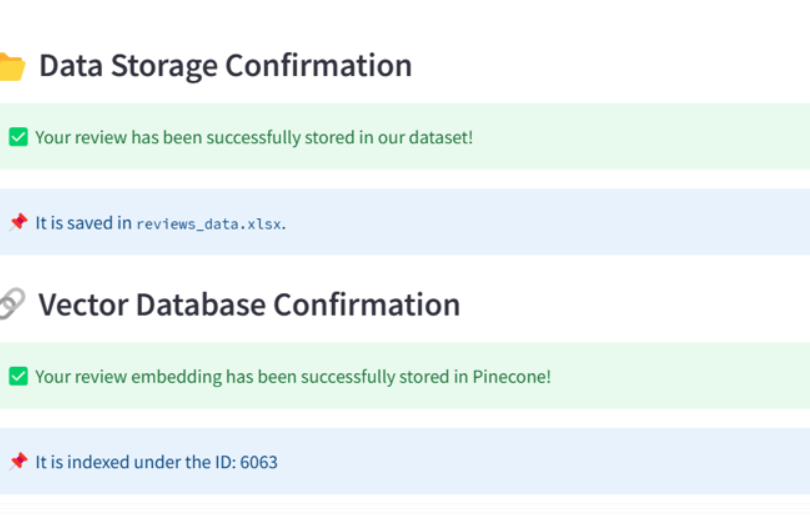 Data Storage Confirmation
Your review has been successfully stored in our dataset!
It is saved in reviews_data.xlsx.
Vector Database Confirmation
Your review embedding has been successfully stored in Pinecone!
It is indexed under the ID: 6063